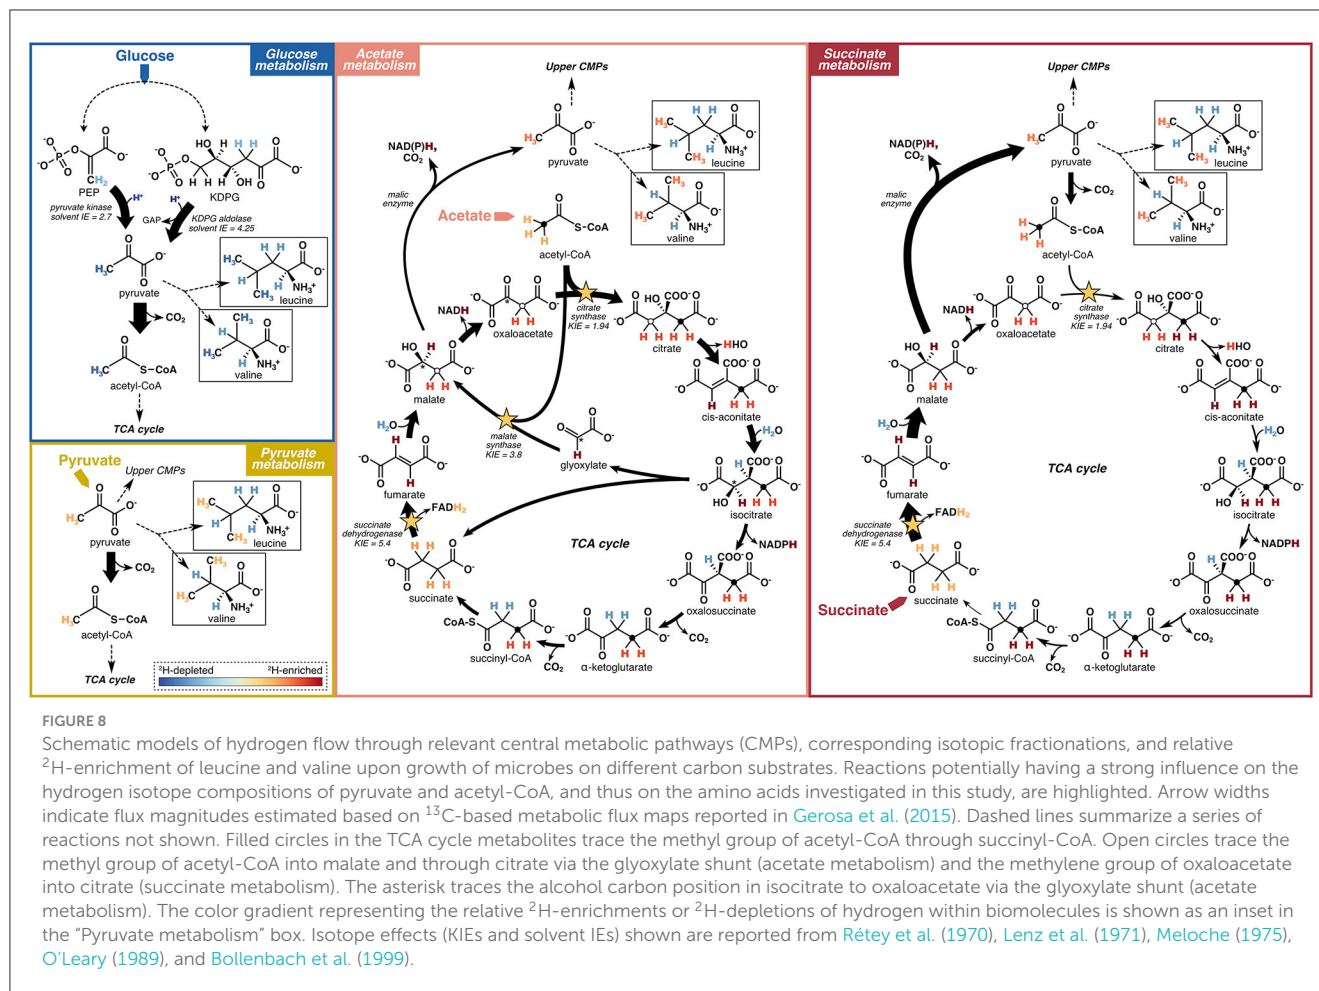 Glucose
Glucose
metabolism
PEP
KDPG
pyruvate kinase
solvent IE = 2.7
H⁺
H⁺
GAP
KDPG aldolase
solvent IE = 4.25
pyruvate
leucine
CO₂
valine
acetyl-CoA
TCA cycle
Pyruvate
Pyruvate
metabolism
Upper CMPs
pyruvate
leucine
CO₂
valine
acetyl-CoA
TCA cycle
²H-depleted
²H-enriched
Acetate
metabolism
Upper CMPs
NAD(P)H,
CO₂
pyruvate
leucine
malic
enzyme
Acetate
valine
acetyl-CoA
NADH
oxaloacetate
citrate
synthase
KIE = 1.94
citrate
HHO
malate
cis-aconitate
H₂O
malate
synthase
KIE = 3.8
glyoxylate
H₂O
fumarate
isocitrate
succinate
dehydrogenase
KIE = 5.4
FADH₂
TCA cycle
NADPH
succinate
oxalosuccinate
CoA-S
succinyl-CoA
CO₂
α-ketoglutarate
CO₂
Succinate
metabolism
Upper CMPs
NAD(P)H,
CO₂
pyruvate
leucine
malic
enzyme
CO₂
valine
acetyl-CoA
NADH
oxaloacetate
citrate
synthase
KIE = 1.94
citrate
HHO
malate
cis-aconitate
H₂O
H₂O
TCA cycle
fumarate
isocitrate
succinate
dehydrogenase
KIE = 5.4
FADH₂
NADPH
Succinate
succinate
oxalosuccinate
CoA-S
succinyl-CoA
CO₂
α-ketoglutarate
CO₂
FIGURE 8
Schematic models of hydrogen flow through relevant central metabolic pathways (CMPs), corresponding isotopic fractionations, and relative
²H-enrichment of leucine and valine upon growth of microbes on different carbon substrates. Reactions potentially having a strong influence on the
hydrogen isotope compositions of pyruvate and acetyl-CoA, and thus on the amino acids investigated in this study, are highlighted. Arrow widths
indicate flux magnitudes estimated based on ¹³C-based metabolic flux maps reported in Gerosa et al. (2015). Dashed lines summarize a series of
reactions not shown. Filled circles in the TCA cycle metabolites trace the methyl group of acetyl-CoA through succinyl-CoA. Open circles trace the
methyl group of acetyl-CoA into malate and through citrate via the glyoxylate shunt (acetate metabolism) and the methylene group of oxaloacetate
into citrate (succinate metabolism). The asterisk traces the alcohol carbon position in isocitrate to oxaloacetate via the glyoxylate shunt (acetate
metabolism). The color gradient representing the relative ²H-enrichments or ²H-depletions of hydrogen within biomolecules is shown as an inset in
the “Pyruvate metabolism” box. Isotope effects (KIEs and solvent IEs) shown are reported from Rétey et al. (1970), Lenz et al. (1971), Meloche (1975),
O’Leary (1989), and Bollenbach et al. (1999).